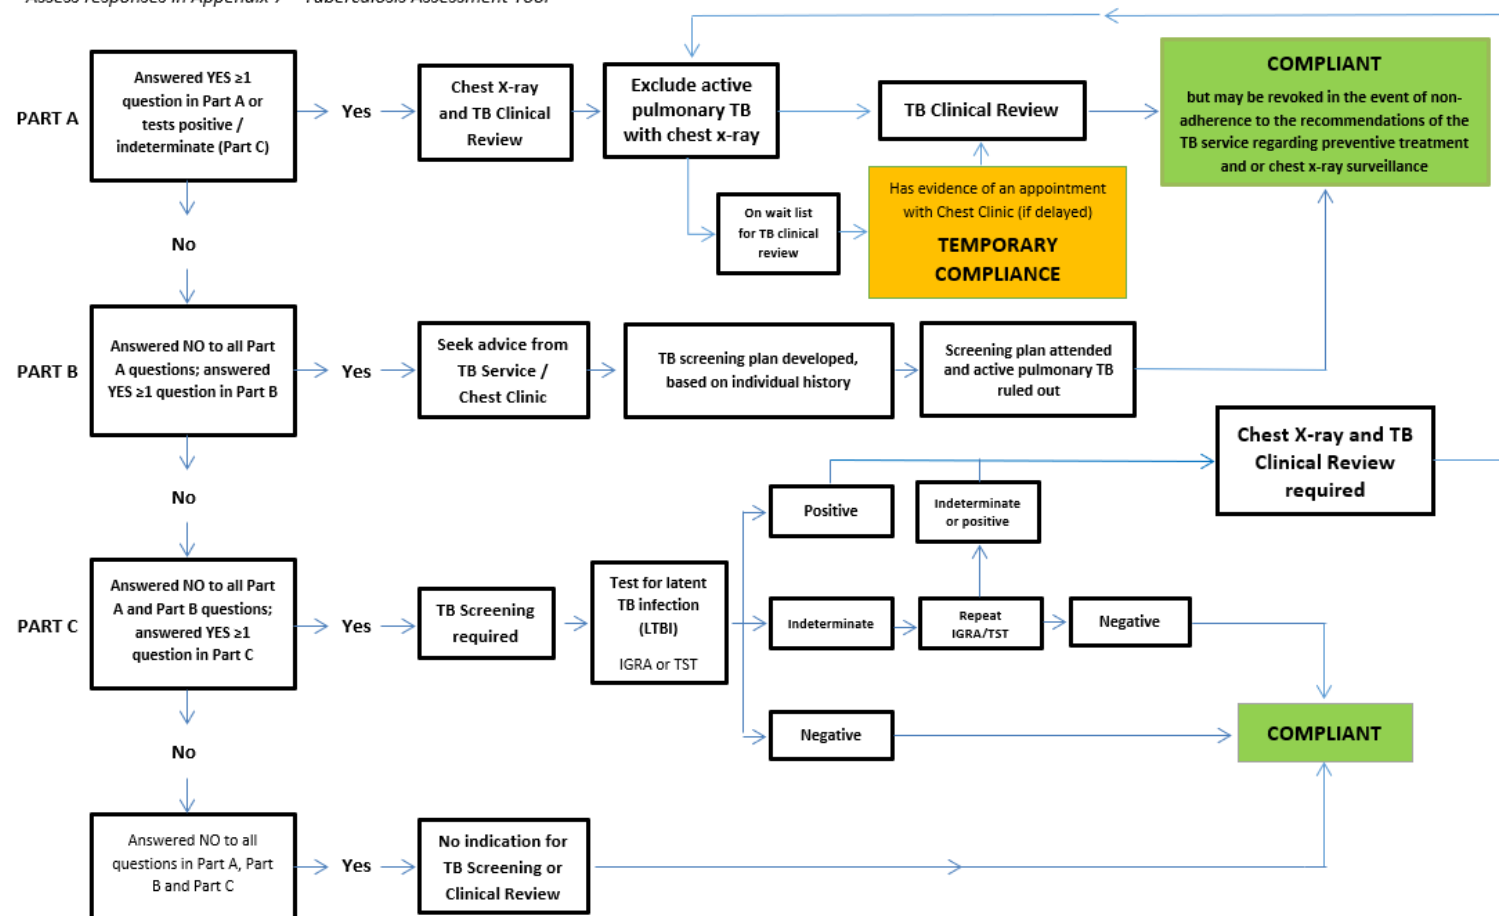 PART A
Answered YES ≥1
question in Part A or
tests positive /
indeterminate (Part C)
Yes
Chest X-ray
and TB Clinical
Review
Exclude active
pulmonary TB
with chest x-ray
TB Clinical Review
COMPLIANT
but may be revoked in the event of non-
adherence to the recommendations of the
TB service regarding preventive treatment
and or chest x-ray surveillance
On wait list
for TB clinical
review
Has evidence of an appointment
with Chest Clinic (if delayed)
TEMPORARY
COMPLIANCE
No
PART B
Answered NO to all Part
A questions; answered
YES ≥1 question in Part B
Yes
Seek advice from
TB Service /
Chest Clinic
TB screening plan developed,
based on individual history
Screening plan attended
and active pulmonary TB
ruled out
No
Chest X-ray and TB
Clinical Review
required
PART C
Answered NO to all Part
A and Part B questions;
answered YES ≥1
question in Part C
Yes
TB Screening
required
Test for latent
TB infection
(LTBI)
IGRA or TST
Positive
Indeterminate
or positive
Indeterminate
Repeat
IGRA/TST
Negative
Negative
COMPLIANT
No
Answered NO to all
questions in Part A, Part
B and Part C
Yes
No indication for
TB Screening or
Clinical Review